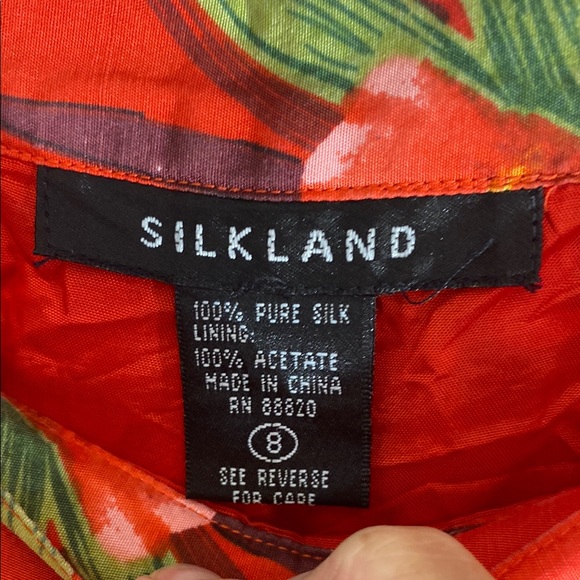 SILKLAND
100% PURE SILK
LINING:
100% ACETATE
MADE IN CHINA
RN 88820
8
SEE REVERSE
FOR CARE